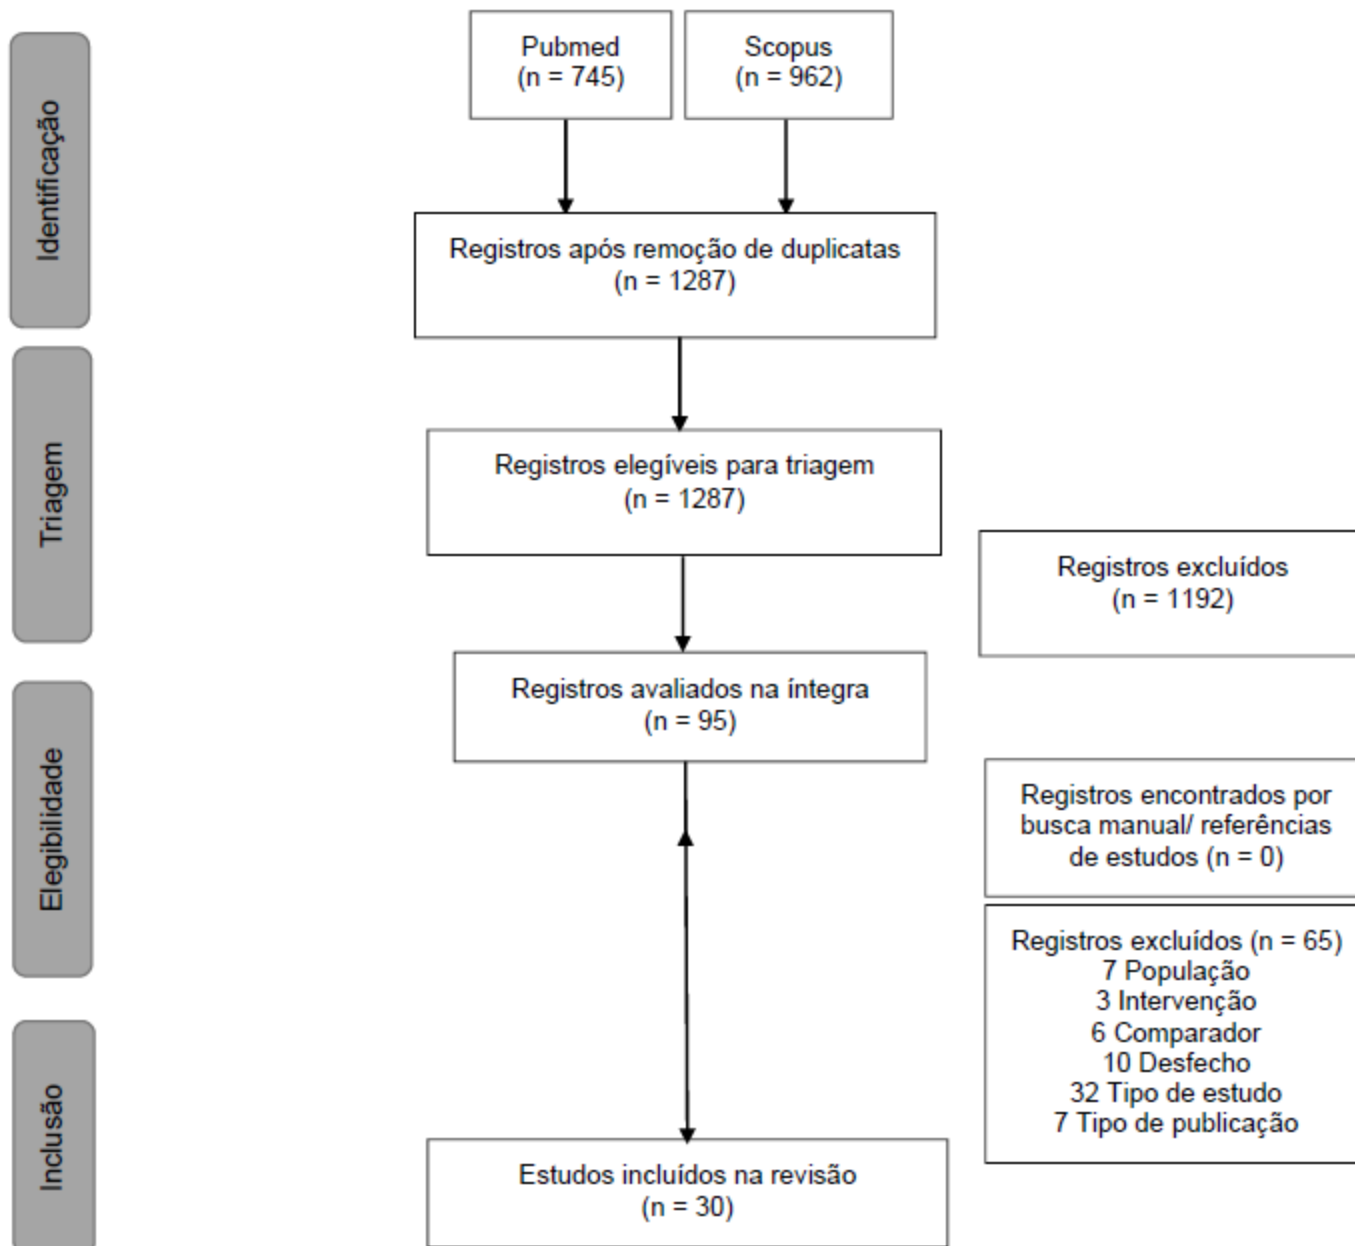 Identificação
Pubmed
(n = 745)
Scopus
(n = 962)
Registros após remoção de duplicatas
(n = 1287)
Triagem
Registros elegíveis para triagem
(n = 1287)
Registros excluídos
(n = 1192)
Elegibilidade
Registros avaliados na íntegra
(n = 95)
Registros encontrados por
busca manual/ referências
de estudos (n = 0)
Registros excluídos (n = 65)
7 População
3 Intervenção
6 Comparador
10 Desfecho
32 Tipo de estudo
7 Tipo de publicação
Inclusão
Estudos incluídos na revisão
(n = 30)